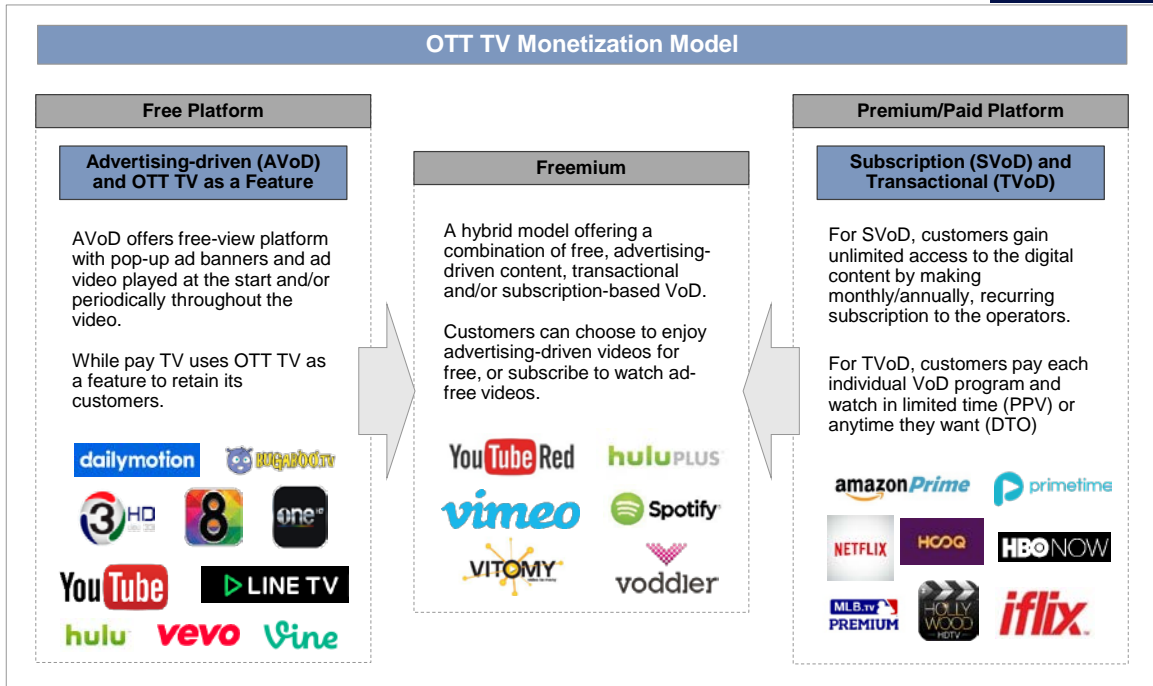 OTT TV Monetization Model
Free Platform
Advertising-driven (AVoD)
and OTT TV as a Feature
AVoD offers free-view platform
with pop-up ad banners and ad
video played at the start and/or
periodically throughout the
video.
While pay TV uses OTT TV as
a feature to retain its
customers.
dailymotion
BUGABOO.TV
3 HD
8
one
YouTube
LINE TV
hulu
vevo
Vine
Freemium
A hybrid model offering a
combination of free, advertising-
driven content, transactional
and/or subscription-based VoD.
Customers can choose to enjoy
advertising-driven videos for
free, or subscribe to watch ad-
free videos.
YouTube Red
hulu PLUS
vimeo
Spotify
VITOMY
voddler
Premium/Paid Platform
Subscription (SVoD) and
Transactional (TVoD)
For SVoD, customers gain
unlimited access to the digital
content by making
monthly/annually, recurring
subscription to the operators.
For TVoD, customers pay each
individual VoD program and
watch in limited time (PPV) or
anytime they want (DTO)
amazon Prime
primetime
NETFLIX
HOOQ
HBO NOW
MLB.tv
PREMIUM
HOLLY
WOOD
HDTV
iflix